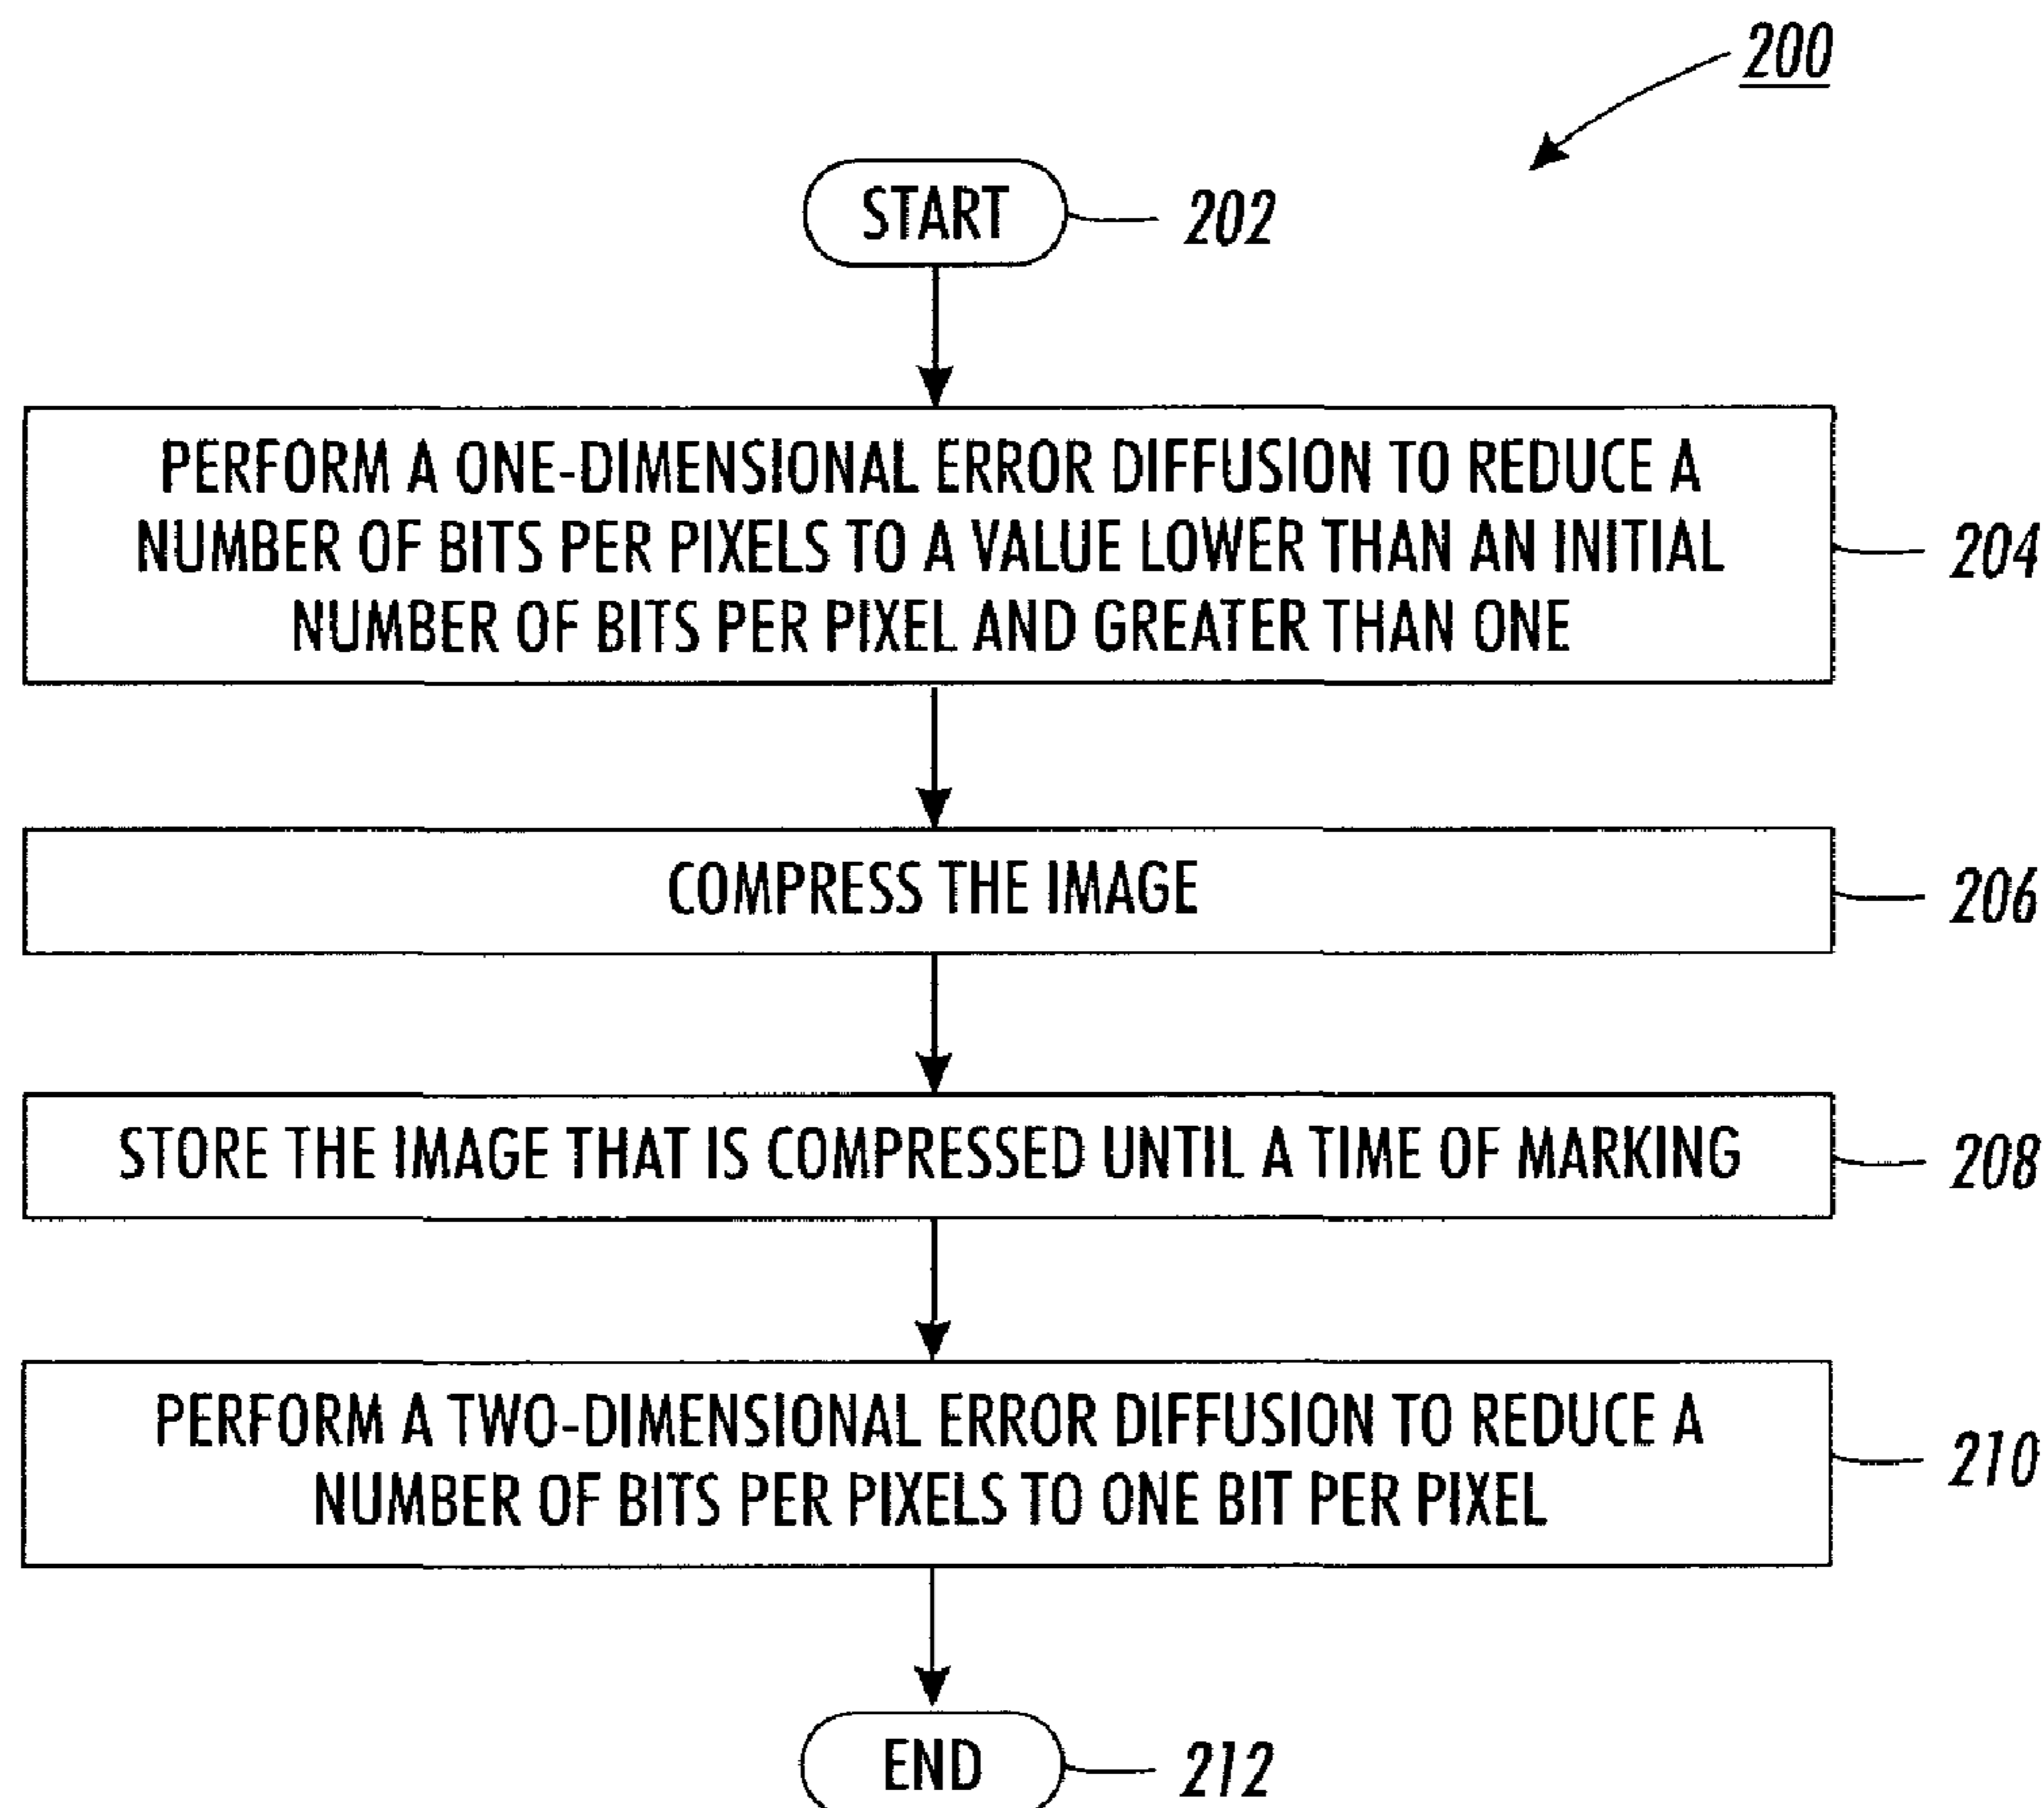 200
START
202
PERFORM A ONE-DIMENSIONAL ERROR DIFFUSION TO REDUCE A
NUMBER OF BITS PER PIXELS TO A VALUE LOWER THAN AN INITIAL
NUMBER OF BITS PER PIXEL AND GREATER THAN ONE
204
COMPRESS THE IMAGE
206
STORE THE IMAGE THAT IS COMPRESSED UNTIL A TIME OF MARKING
208
PERFORM A TWO-DIMENSIONAL ERROR DIFFUSION TO REDUCE A
NUMBER OF BITS PER PIXELS TO ONE BIT PER PIXEL
210
END
212